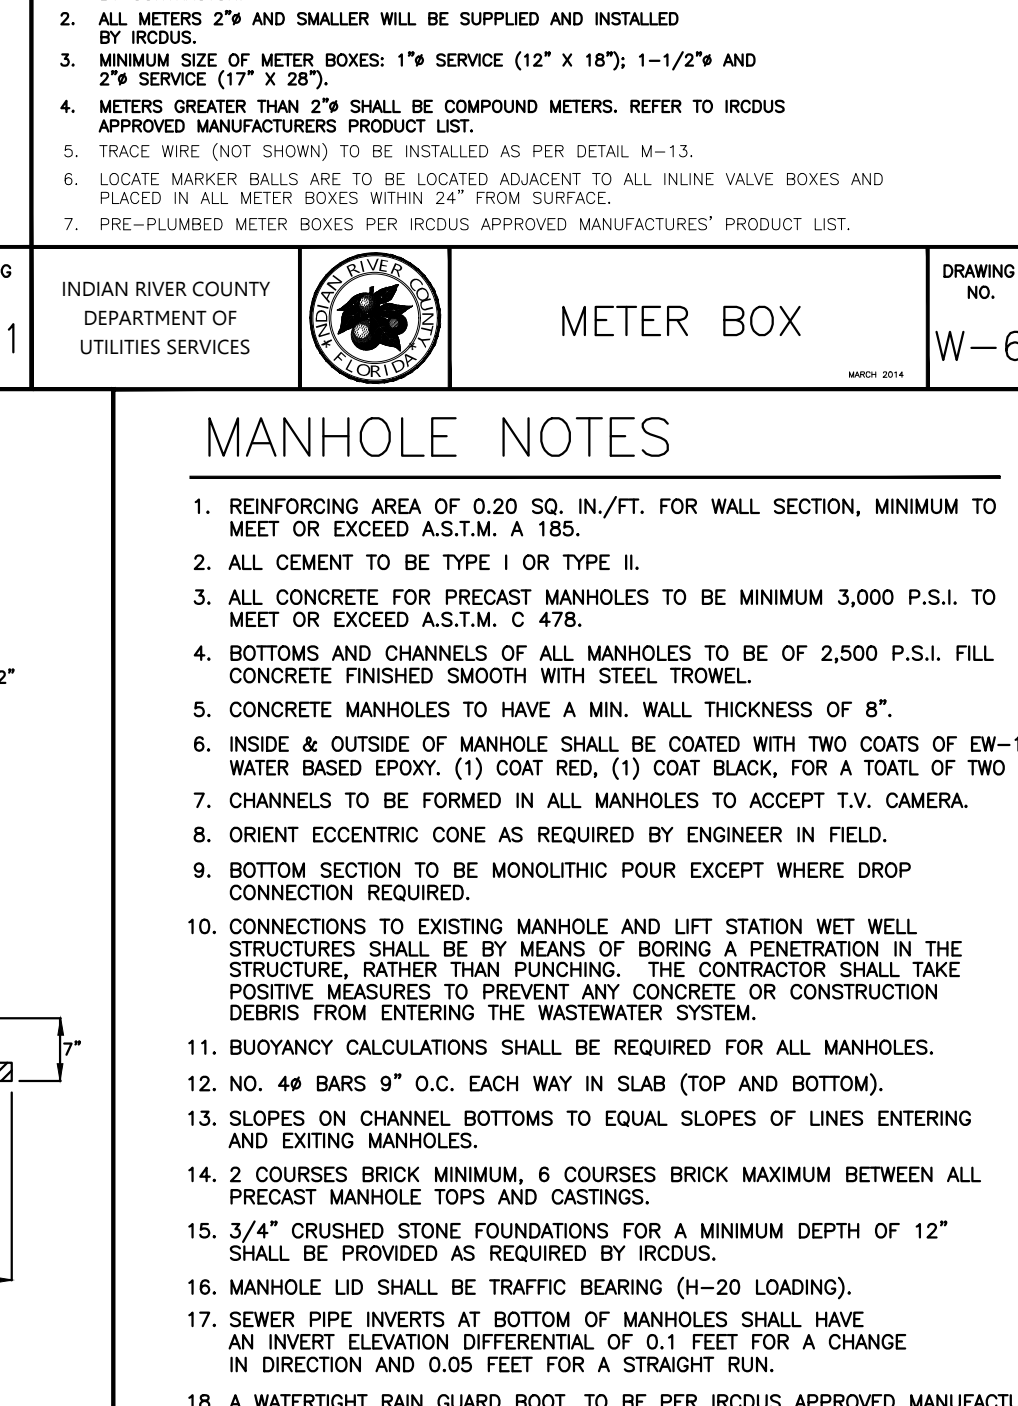 2. ALL METERS 2"ø AND SMALLER WILL BE SUPPLIED AND INSTALLED
BY IRCDUS.
3. MINIMUM SIZE OF METER BOXES: 1"ø SERVICE (12" X 18"); 1-1/2"ø AND
2"ø SERVICE (17" X 28").
4. METERS GREATER THAN 2"ø SHALL BE COMPOUND METERS. REFER TO IRCDUS
APPROVED MANUFACTURERS PRODUCT LIST.
5. TRACE WIRE (NOT SHOWN) TO BE INSTALLED AS PER DETAIL M-13.
6. LOCATE MARKER BALLS ARE TO BE LOCATED ADJACENT TO ALL INLINE VALVE BOXES AND
PLACED IN ALL METER BOXES WITHIN 24" FROM SURFACE.
7. PRE-PLUMBED METER BOXES PER IRCDUS APPROVED MANUFACTURES' PRODUCT LIST.
G
1
INDIAN RIVER COUNTY
DEPARTMENT OF
UTILITIES SERVICES
INDIAN RIVER COUNTY
* FLORIDA *
METER BOX
MARCH 2014
DRAWING
NO.
W-6
MANHOLE NOTES
1. REINFORCING AREA OF 0.20 SQ. IN./FT. FOR WALL SECTION, MINIMUM TO
MEET OR EXCEED A.S.T.M. A 185.
2. ALL CEMENT TO BE TYPE I OR TYPE II.
3. ALL CONCRETE FOR PRECAST MANHOLES TO BE MINIMUM 3,000 P.S.I. TO
MEET OR EXCEED A.S.T.M. C 478.
4. BOTTOMS AND CHANNELS OF ALL MANHOLES TO BE OF 2,500 P.S.I. FILL
CONCRETE FINISHED SMOOTH WITH STEEL TROWEL.
5. CONCRETE MANHOLES TO HAVE A MIN. WALL THICKNESS OF 8".
6. INSIDE & OUTSIDE OF MANHOLE SHALL BE COATED WITH TWO COATS OF EW-1
WATER BASED EPOXY. (1) COAT RED, (1) COAT BLACK, FOR A TOATL OF TWO
7. CHANNELS TO BE FORMED IN ALL MANHOLES TO ACCEPT T.V. CAMERA.
8. ORIENT ECCENTRIC CONE AS REQUIRED BY ENGINEER IN FIELD.
9. BOTTOM SECTION TO BE MONOLITHIC POUR EXCEPT WHERE DROP
CONNECTION REQUIRED.
10. CONNECTIONS TO EXISTING MANHOLE AND LIFT STATION WET WELL
STRUCTURES SHALL BE BY MEANS OF BORING A PENETRATION IN THE
STRUCTURE, RATHER THAN PUNCHING. THE CONTRACTOR SHALL TAKE
POSITIVE MEASURES TO PREVENT ANY CONCRETE OR CONSTRUCTION
DEBRIS FROM ENTERING THE WASTEWATER SYSTEM.
11. BUOYANCY CALCULATIONS SHALL BE REQUIRED FOR ALL MANHOLES.
12. NO. 4ø BARS 9" O.C. EACH WAY IN SLAB (TOP AND BOTTOM).
13. SLOPES ON CHANNEL BOTTOMS TO EQUAL SLOPES OF LINES ENTERING
AND EXITING MANHOLES.
14. 2 COURSES BRICK MINIMUM, 6 COURSES BRICK MAXIMUM BETWEEN ALL
PRECAST MANHOLE TOPS AND CASTINGS.
15. 3/4" CRUSHED STONE FOUNDATIONS FOR A MINIMUM DEPTH OF 12"
SHALL BE PROVIDED AS REQUIRED BY IRCDUS.
16. MANHOLE LID SHALL BE TRAFFIC BEARING (H-20 LOADING).
17. SEWER PIPE INVERTS AT BOTTOM OF MANHOLES SHALL HAVE
AN INVERT ELEVATION DIFFERENTIAL OF 0.1 FEET FOR A CHANGE
IN DIRECTION AND 0.05 FEET FOR A STRAIGHT RUN.
18. A WATERTIGHT RAIN GUARD BOOT, TO BE PER IRCDUS APPROVED
2"
7"